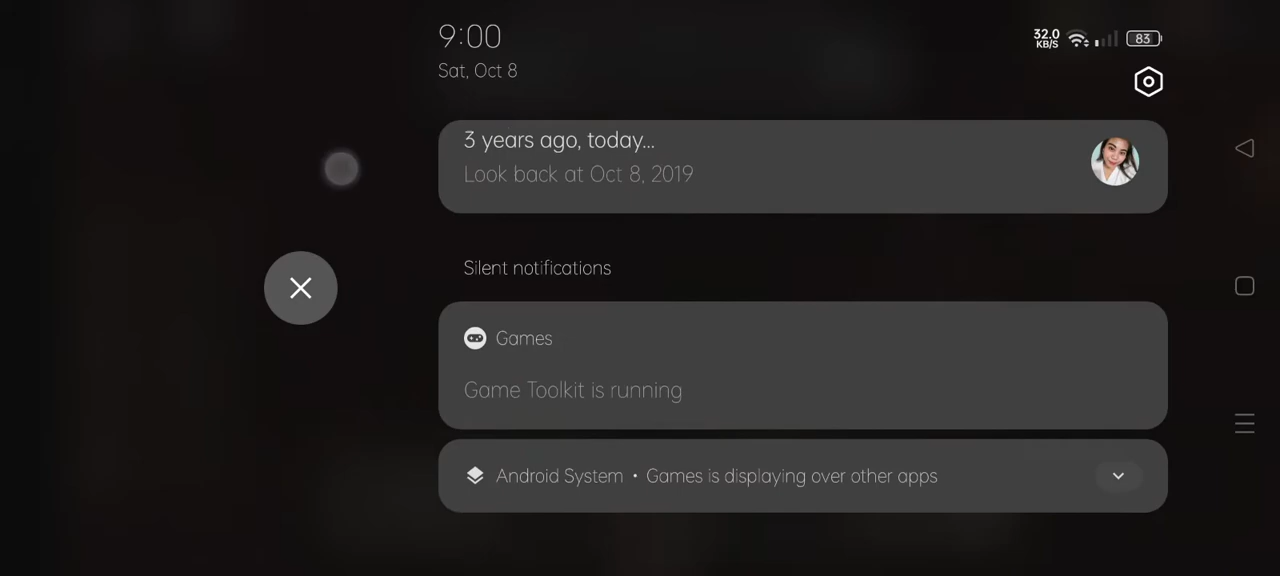 9:00
Sat, Oct 8
32.0
KB/S
83
3 years ago, today...
Look back at Oct 8, 2019
Silent notifications
Games
Game Toolkit is running
Android System • Games is displaying over other apps